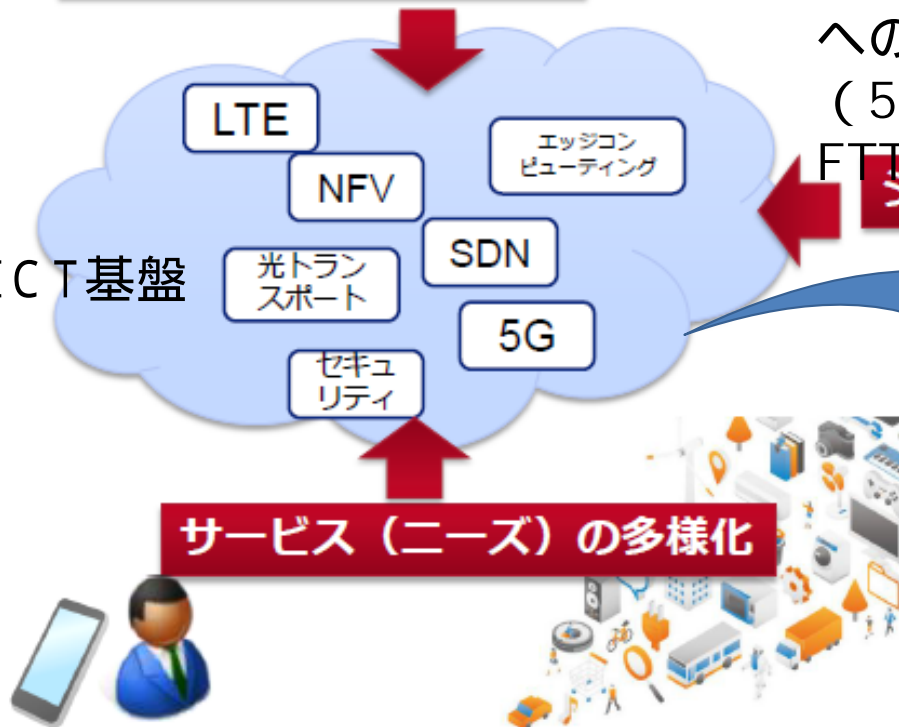 への
（5
FTT
LTE
エッジコン
ピューティング
NFV
SDN
ICT基盤
光トラン
スポート
5G
セキュ
リティ
サービス（ニーズ）の多様化